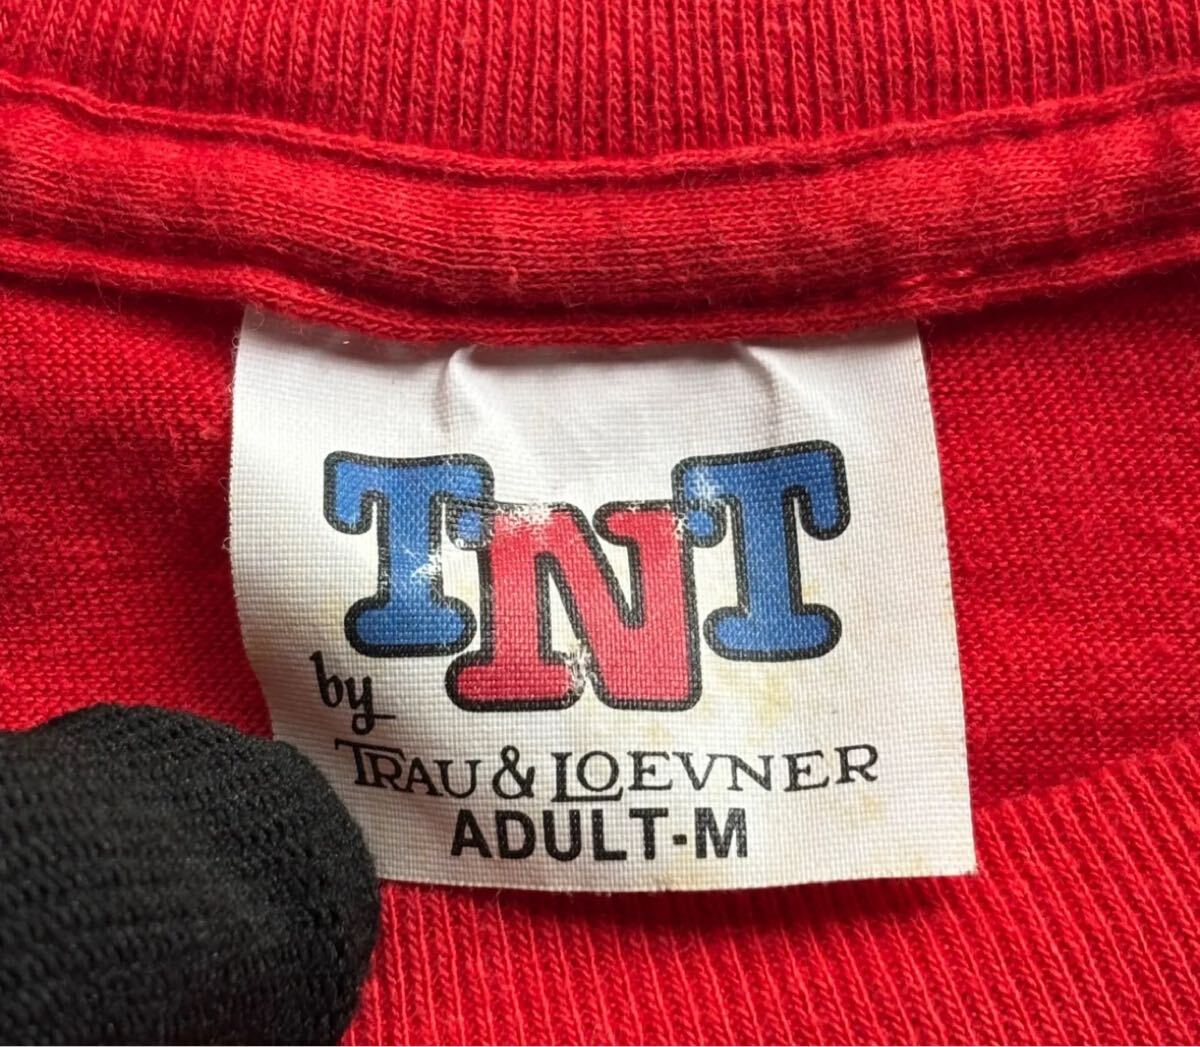 TNT
by
TRAU & LOEVNER
ADULT-M